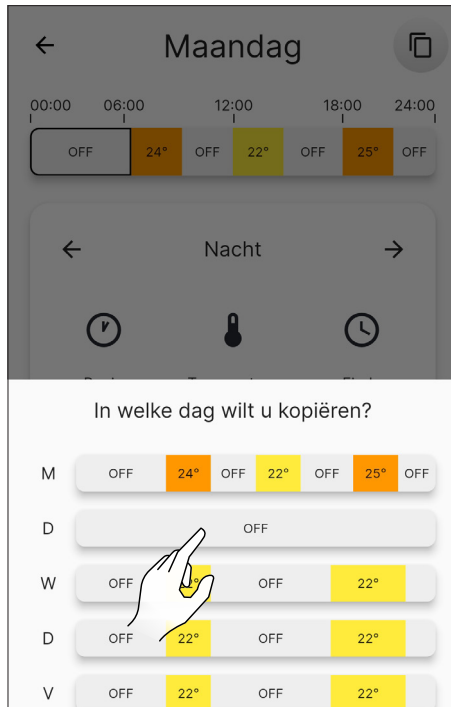 Maandag
00:00 06:00 12:00 18:00 24:00
OFF 24° OFF 22° OFF 25° OFF
Nacht
In welke dag wilt u kopiëren?
M OFF 24° OFF 22° OFF 25° OFF
D OFF
W OFF 22° OFF 22°
D OFF 22° OFF 22°
V OFF 22° OFF 22°